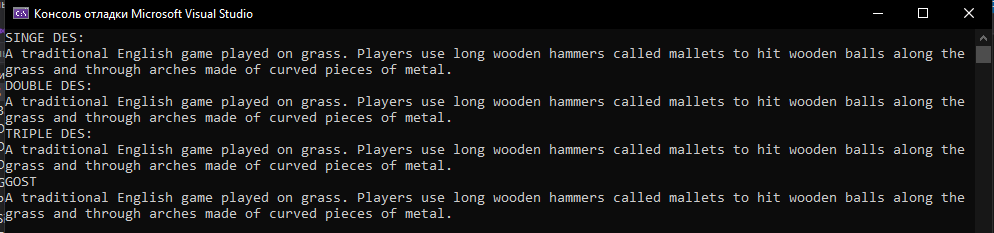 Консоль отладки Microsoft Visual Studio
SINGE DES:
A traditional English game played on grass. Players use long wooden hammers called mallets to hit wooden balls along the
grass and through arches made of curved pieces of metal.
DOUBLE DES:
A traditional English game played on grass. Players use long wooden hammers called mallets to hit wooden balls along the
grass and through arches made of curved pieces of metal.
TRIPLE DES:
A traditional English game played on grass. Players use long wooden hammers called mallets to hit wooden balls along the
grass and through arches made of curved pieces of metal.
GOST
A traditional English game played on grass. Players use long wooden hammers called mallets to hit wooden balls along the
grass and through arches made of curved pieces of metal.